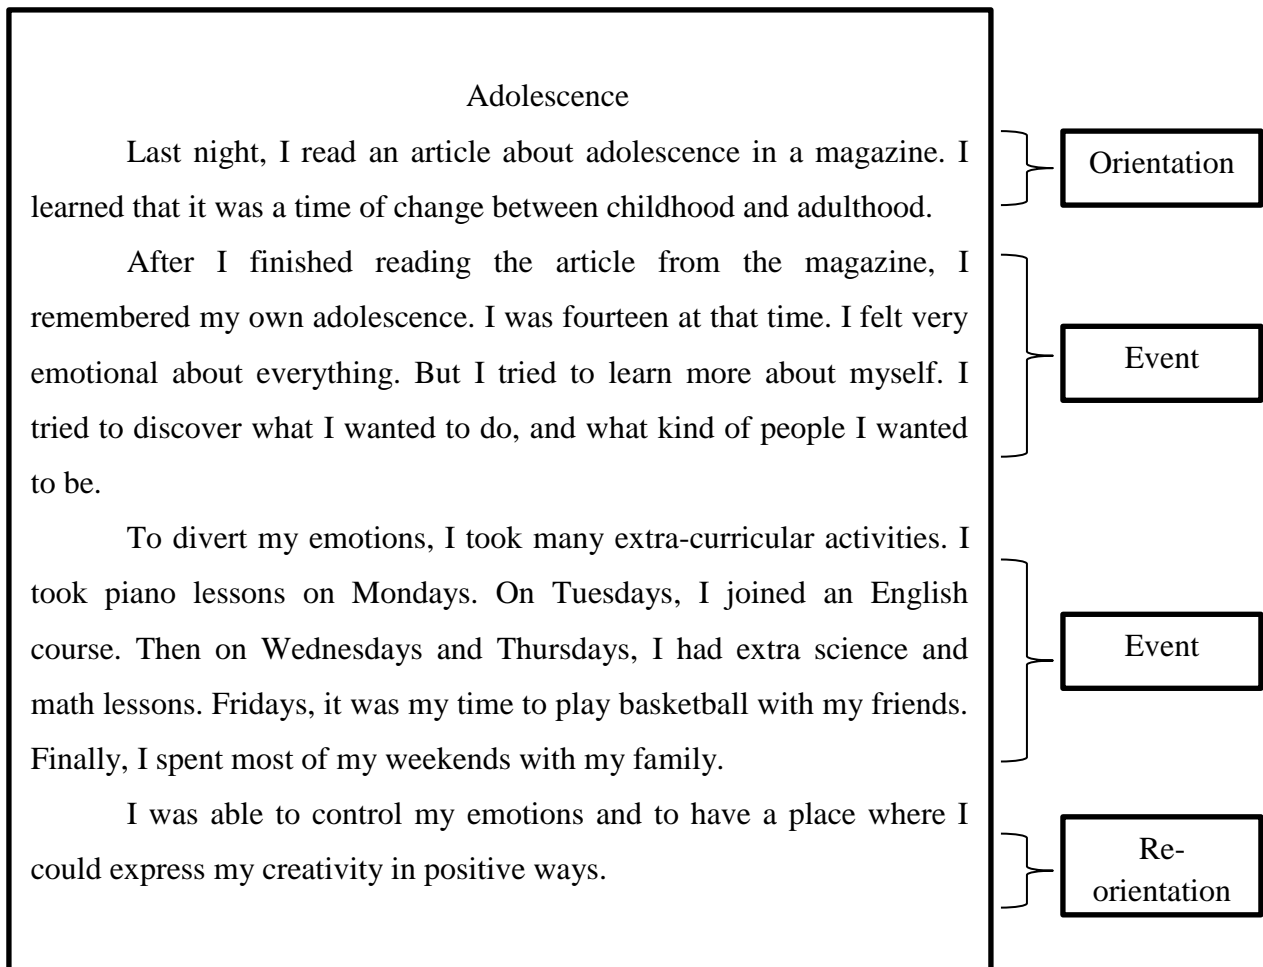 Adolescence
Last night, I read an article about adolescence in a magazine. I
learned that it was a time of change between childhood and adulthood.
Orientation
After I finished reading the article from the magazine, I
remembered my own adolescence. I was fourteen at that time. I felt very
emotional about everything. But I tried to learn more about myself. I
tried to discover what I wanted to do, and what kind of people I wanted
to be.
Event
To divert my emotions, I took many extra-curricular activities. I
took piano lessons on Mondays. On Tuesdays, I joined an English
course. Then on Wednesdays and Thursdays, I had extra science and
math lessons. Fridays, it was my time to play basketball with my friends.
Finally, I spent most of my weekends with my family.
Event
I was able to control my emotions and to have a place where I
could express my creativity in positive ways.
Re-
orientation